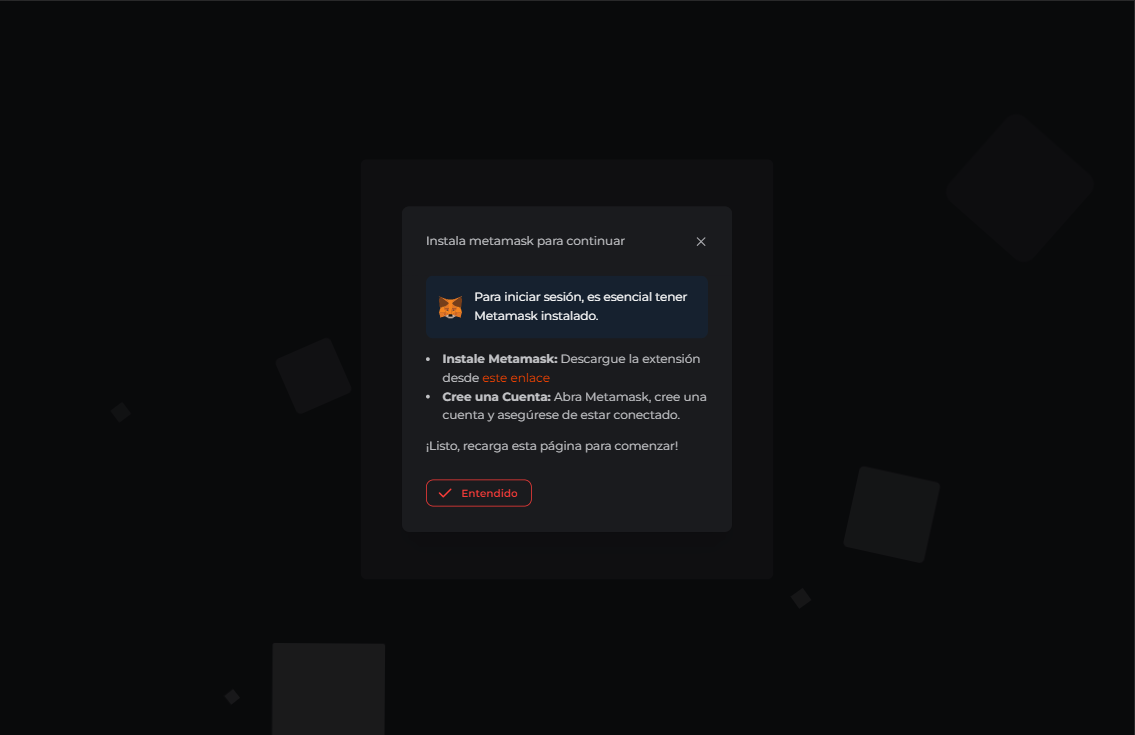 Instala metamask para continuar
Para iniciar sesión, es esencial tener
Metamask instalado.
• Instale Metamask: Descargue la extensión
desde este enlace
• Cree una Cuenta: Abra Metamask, cree una
cuenta y asegúrese de estar conectado.
¡Listo, recarga esta página para comenzar!
Entendido